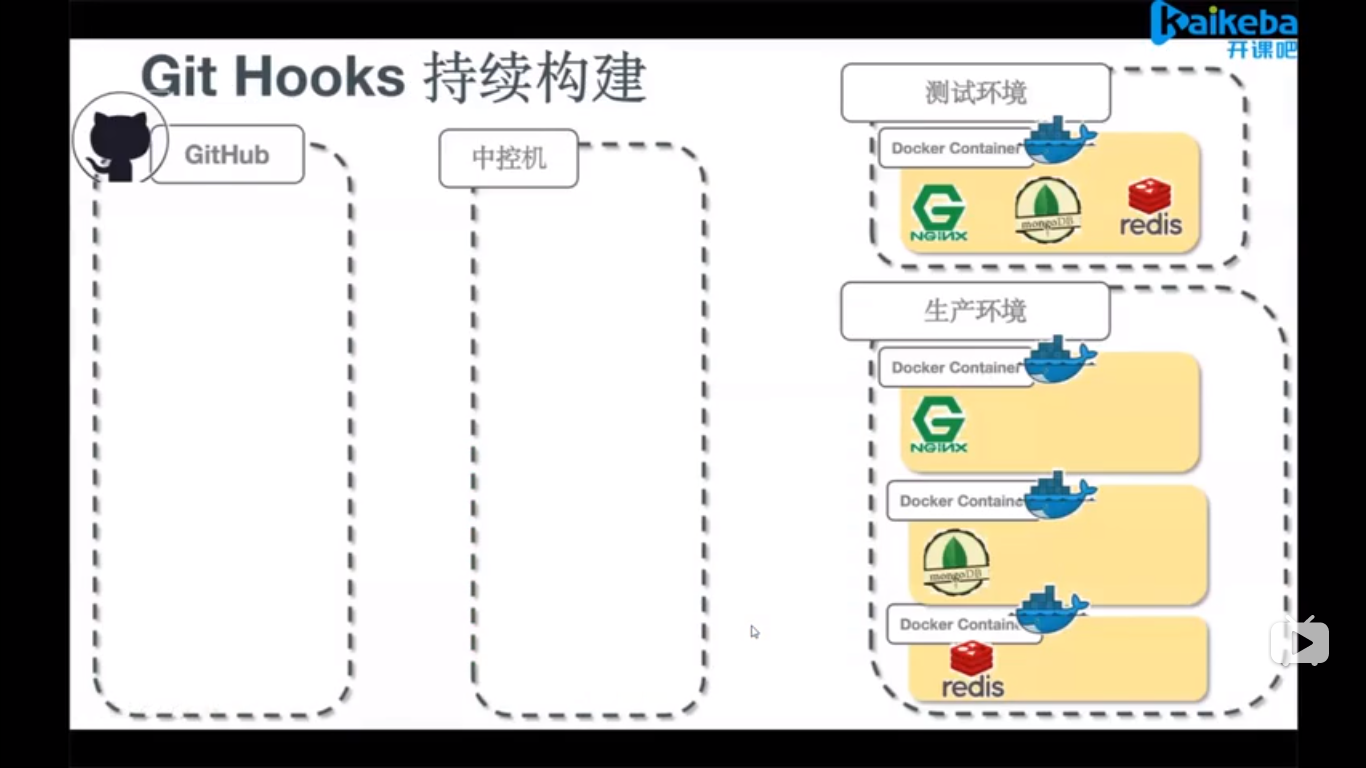 kaikeba
开课吧
Git Hooks 持续构建
GitHub
中控机
测试环境
Docker Container
NGINX
mongoDB
redis
生产环境
Docker Container
NGINX
Docker Containe
mongoDB
Docker Contain
redis